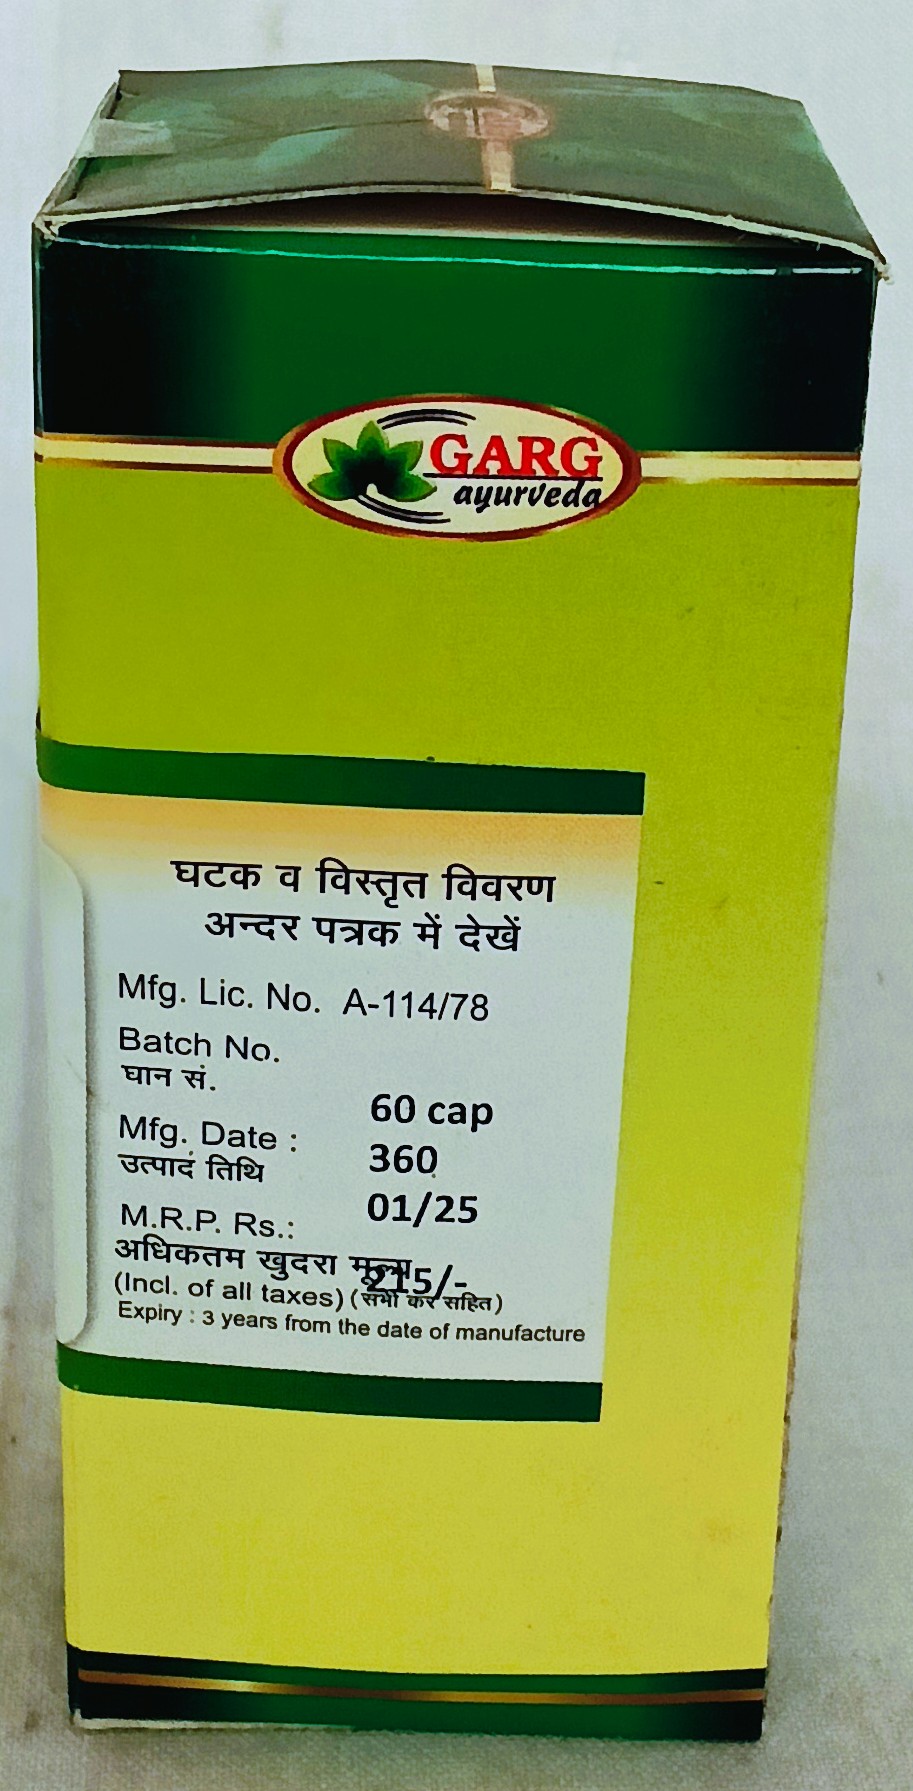 GARG
ayurveda
घटक व विस्तृत विवरण
अन्दर पत्रक में देखें
Mfg. Lic. No. A-114/78
Batch No.
घान सं.
60 cap
Mfg. Date :
360
उत्पाद तिथि
01/25
M.R.P. Rs.:
अधिकतम खुदरा मूल्य
215/-
(Incl. of all taxes) (सभी कर सहित)
Expiry : 3 years from the date of manufacture